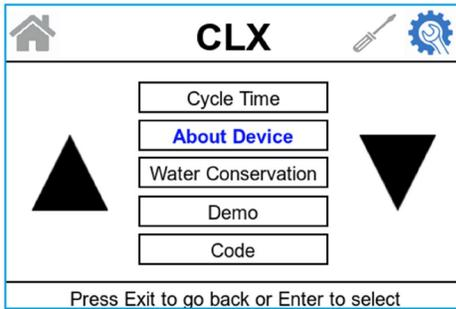 CLX
Cycle Time
About Device
Water Conservation
Demo
Code
Press Exit to go back or Enter to select